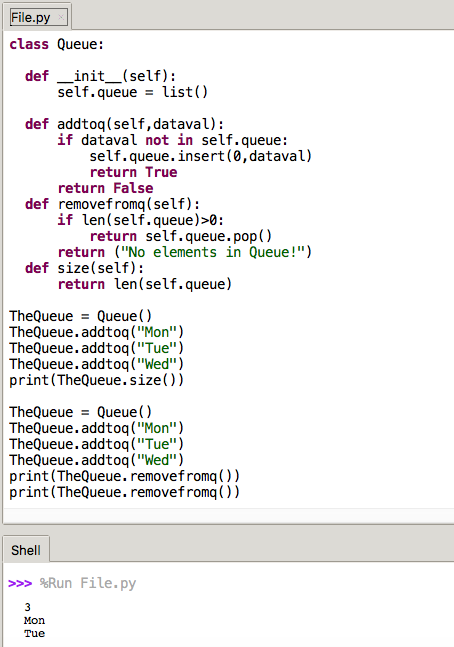 File.py ×
class Queue:
def __init__(self):
self.queue = list()
def addtoq(self,dataval):
if dataval not in self.queue:
self.queue.insert(0,dataval)
return True
return False
def removefromq(self):
if len(self.queue)>0:
return self.queue.pop()
return ("No elements in Queue!")
def size(self):
return len(self.queue)
TheQueue = Queue()
TheQueue.addtoq("Mon")
TheQueue.addtoq("Tue")
TheQueue.addtoq("Wed")
print(TheQueue.size())
TheQueue = Queue()
TheQueue.addtoq("Mon")
TheQueue.addtoq("Tue")
TheQueue.addtoq("Wed")
print(TheQueue.removefromq())
print(TheQueue.removefromq())
Shell
>>> %Run File.py
3
Mon
Tue